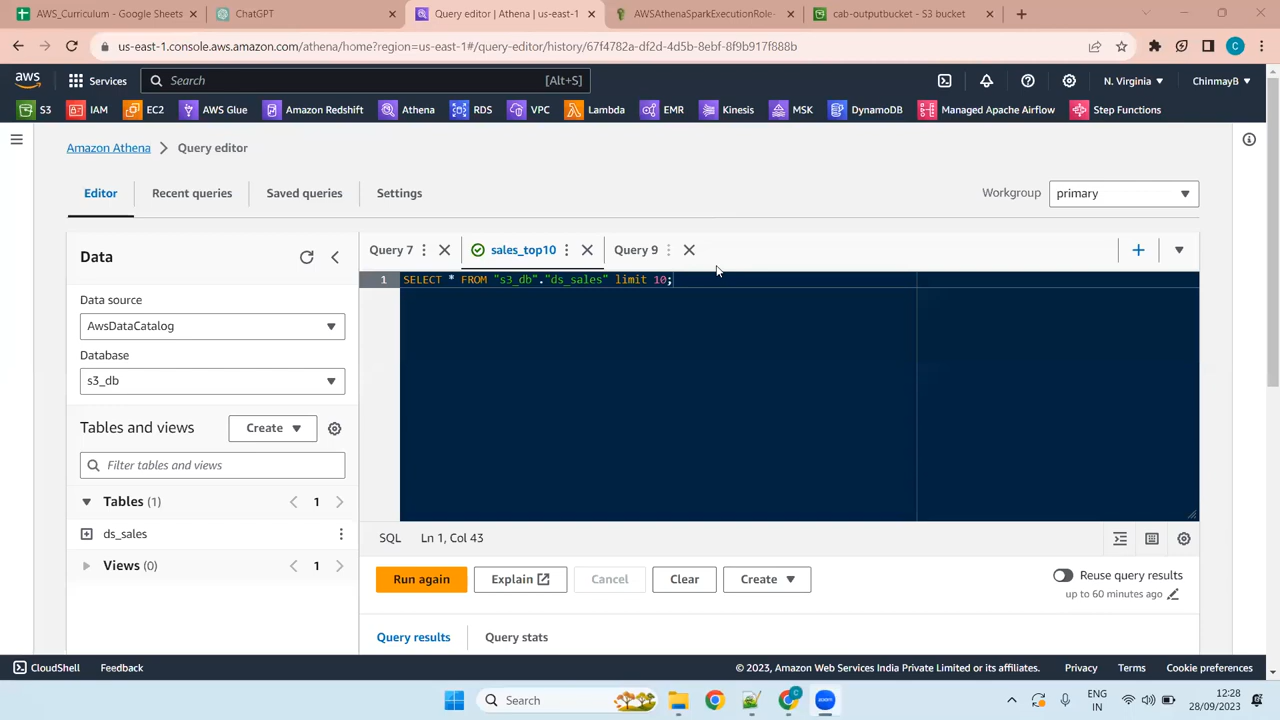 AWS_Curriculum - Google Sheets
ChatGPT
Query editor | Athena | us-east-1
AWSAthenaSparkExecutionRole-
cab-outputbucket - S3 bucket
us-east-1.console.aws.amazon.com/athena/home?region=us-east-1#/query-editor/history/67f4782a-df2d-4d5b-8ebf-8f9b917f888b
C
aws
Services
Search
[Alt+S]
N. Virginia
ChinmayB
S3
IAM
EC2
AWS Glue
Amazon Redshift
Athena
RDS
VPC
Lambda
EMR
Kinesis
MSK
DynamoDB
Managed Apache Airflow
Step Functions
Amazon Athena
Query editor
Editor
Recent queries
Saved queries
Settings
Workgroup
primary
Data
Query 7
sales_top10
Query 9
1 SELECT * FROM "s3_db"."ds_sales" limit 10;
Data source
AwsDataCatalog
Database
s3_db
Tables and views
Create
Filter tables and views
Tables (1)
1
ds_sales
Views (0)
1
SQL
Ln 1, Col 43
Run again
Explain
Cancel
Clear
Create
Reuse query results
up to 60 minutes ago
Query results
Query stats
CloudShell
Feedback
© 2023, Amazon Web Services India Private Limited or its affiliates.
Privacy
Terms
Cookie preferences
Search
zoom
ENG
IN
12:28
28/09/2023